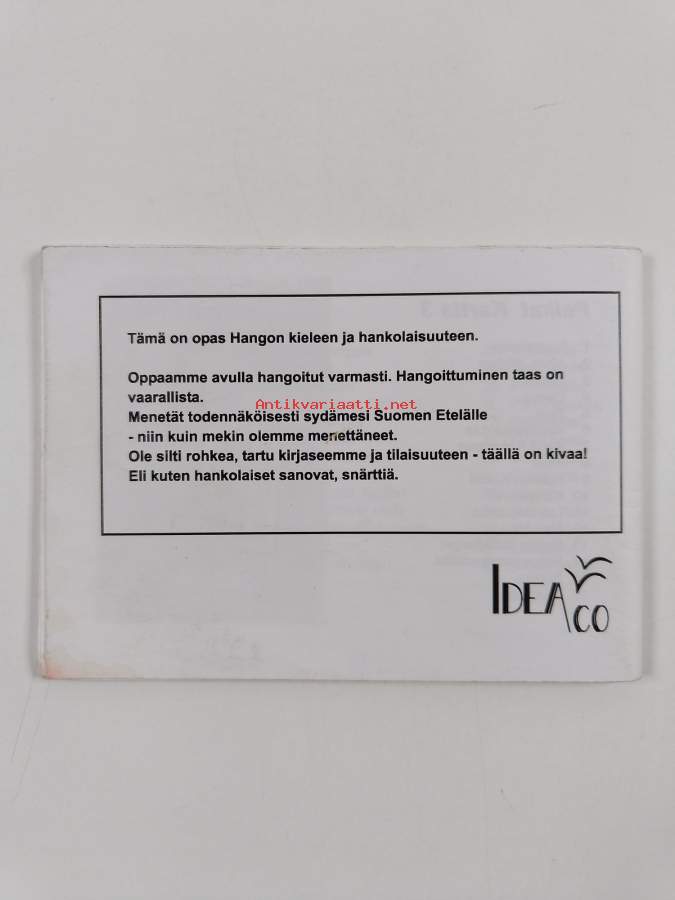 Tämä on opas Hangon kieleen ja hankolaisuuteen.
Oppaamme avulla hangoitut varmasti. Hangoittuminen taas on
vaarallista.
Antikvariaatti.net
Menetät todennäköisesti sydämesi Suomen Etelälle
- niin kuin mekin olemme menettäneet.
Ole silti rohkea, tartu kirjaseemme ja tilaisuuteen - täällä on kivaa!
Eli kuten hankolaiset sanovat, snärttiä.
IDEA
CO